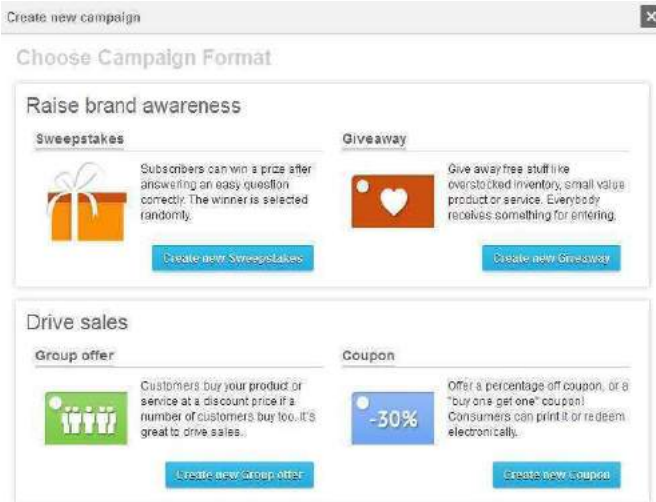 Create new campaign
Choose Campaign Format
Raise brand awareness
Sweepstakes
Subscribers can win a prize after
answering an easy question
correctly. The winner is selected
randomly.
Create new Sweepstakes
Giveaway
Give away free stuff like
overstocked inventory, small value
product or service. Everybody
receives something for entering.
Create new Giveaway
Drive sales
Group offer
Customers buy your product or
service at a discount price if a
number of customers buy too. It's
great to drive sales.
Create new Group offer
Coupon
-30%
Offer a percentage off coupon, or a
"buy one get one" coupon!
Consumers can print it or redeem
electronically.
Create new Coupon